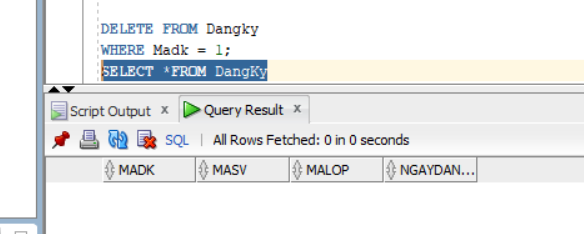 DELETE FROM Dangky
WHERE Madk = 1;
SELECT *FROM DangKy
Script Output x Query Result x
SQL | All Rows Fetched: 0 in 0 seconds
MADK MASV MALOP NGAYDAN...